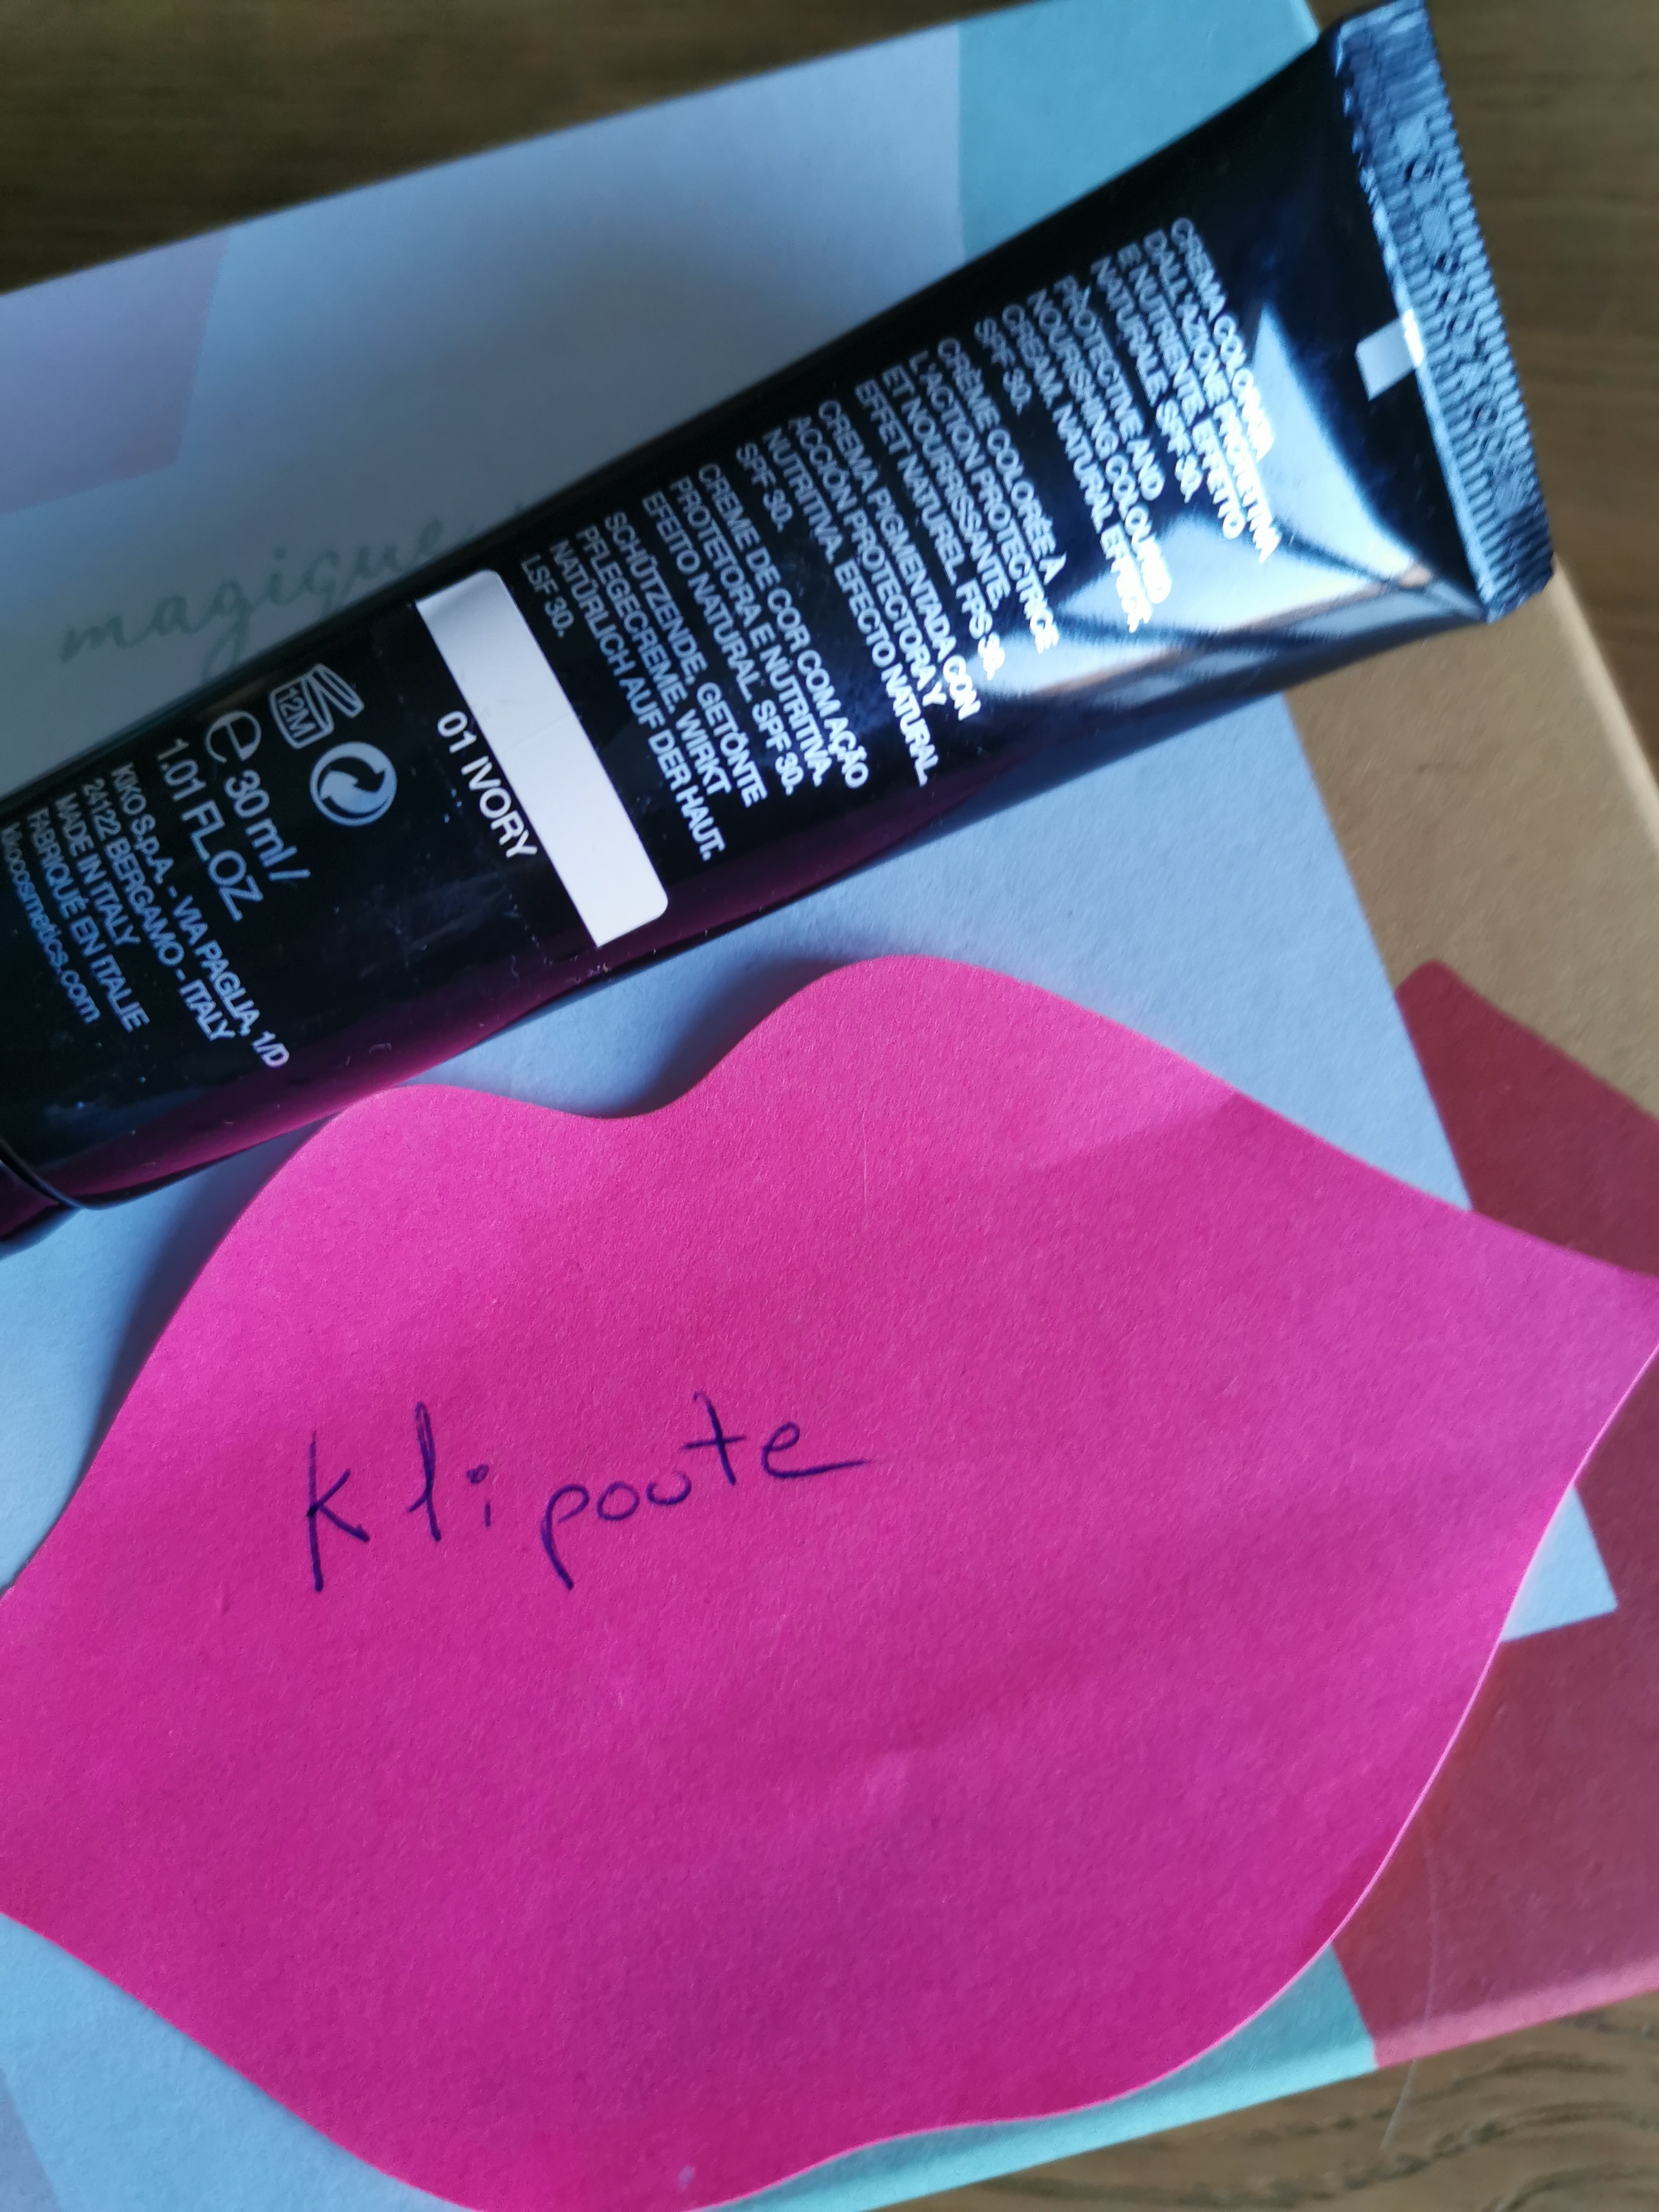 CREMA COLORATA
DALL'AZIONE PROTETTIVA
E NUTRIENTE. EFFETTO
NATURALE. SPF 30.
PROTECTIVE AND
NOURISHING COLOURED
CREAM. NATURAL EFFECT.
SPF 30.
CRÈME COLORÉE À
L'ACTION PROTECTRICE
ET NOURRISSANTE.
EFFET NATUREL. FPS 30.
CREMA PIGMENTADA CON
ACCIÓN PROTECTORA Y
NUTRITIVA. EFECTO NATURAL.
SPF 30.
CREME DE COR COM AÇÃO
PROTETORA E NUTRITIVA.
EFEITO NATURAL. SPF 30.
SCHÜTZENDE, GETÖNTE
PFLEGECREME. WIRKT
NATÜRLICH AUF DER HAUT.
LSF 30.
01 IVORY
12M
e 30 ml /
1.01 FL.OZ.
KIKO S.p.A. - VIA PAGLIA, 1/D
24122 BERGAMO - ITALY
MADE IN ITALY
FABRIQUÉ EN ITALIE
kikocosmetics.com
Klipoute